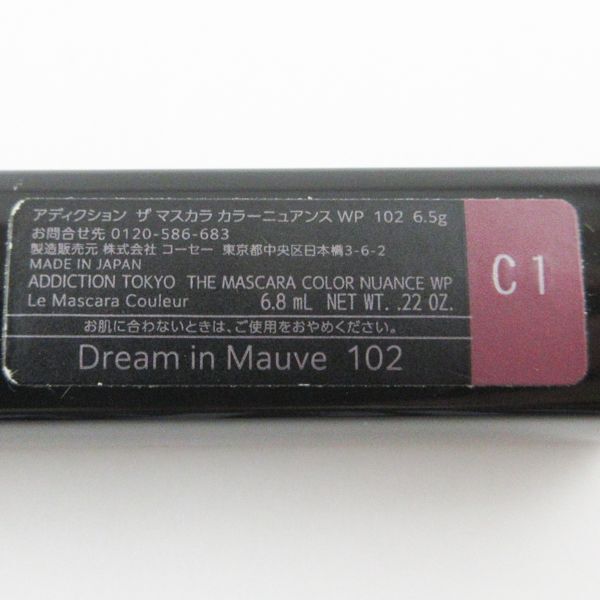 アディクション ザ マスカラ カラーニュアンス WP 102 6.5g
お問合せ先 0120-586-683
製造販売元 株式会社 コーセー 東京都中央区日本橋3-6-2
MADE IN JAPAN
ADDICTION TOKYO THE MASCARA COLOR NUANCE WP
Le Mascara Couleur 6.8 mL NET WT. .22 OZ.
お肌に合わないときは、ご使用をおやめください。
Dream in Mauve 102
C1